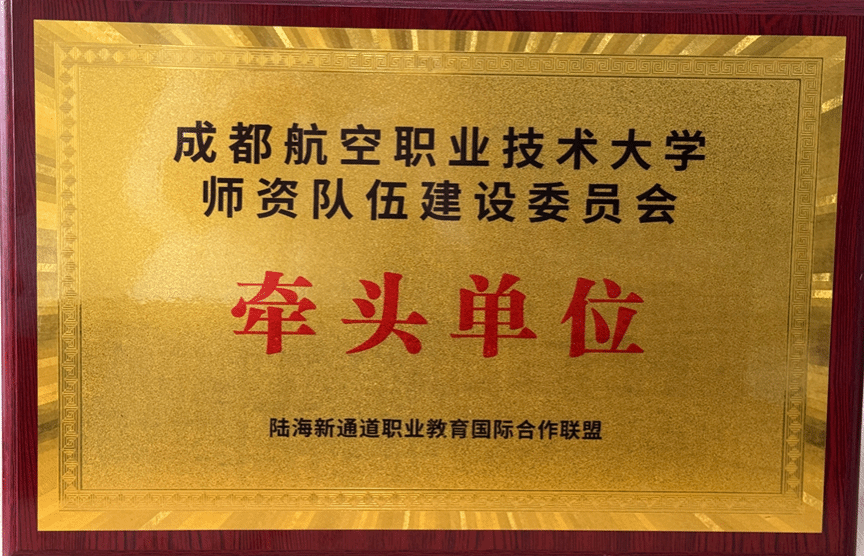 成都航空职业技术大学
师资队伍建设委员会
牵头单位
陆海新通道职业教育国际合作联盟